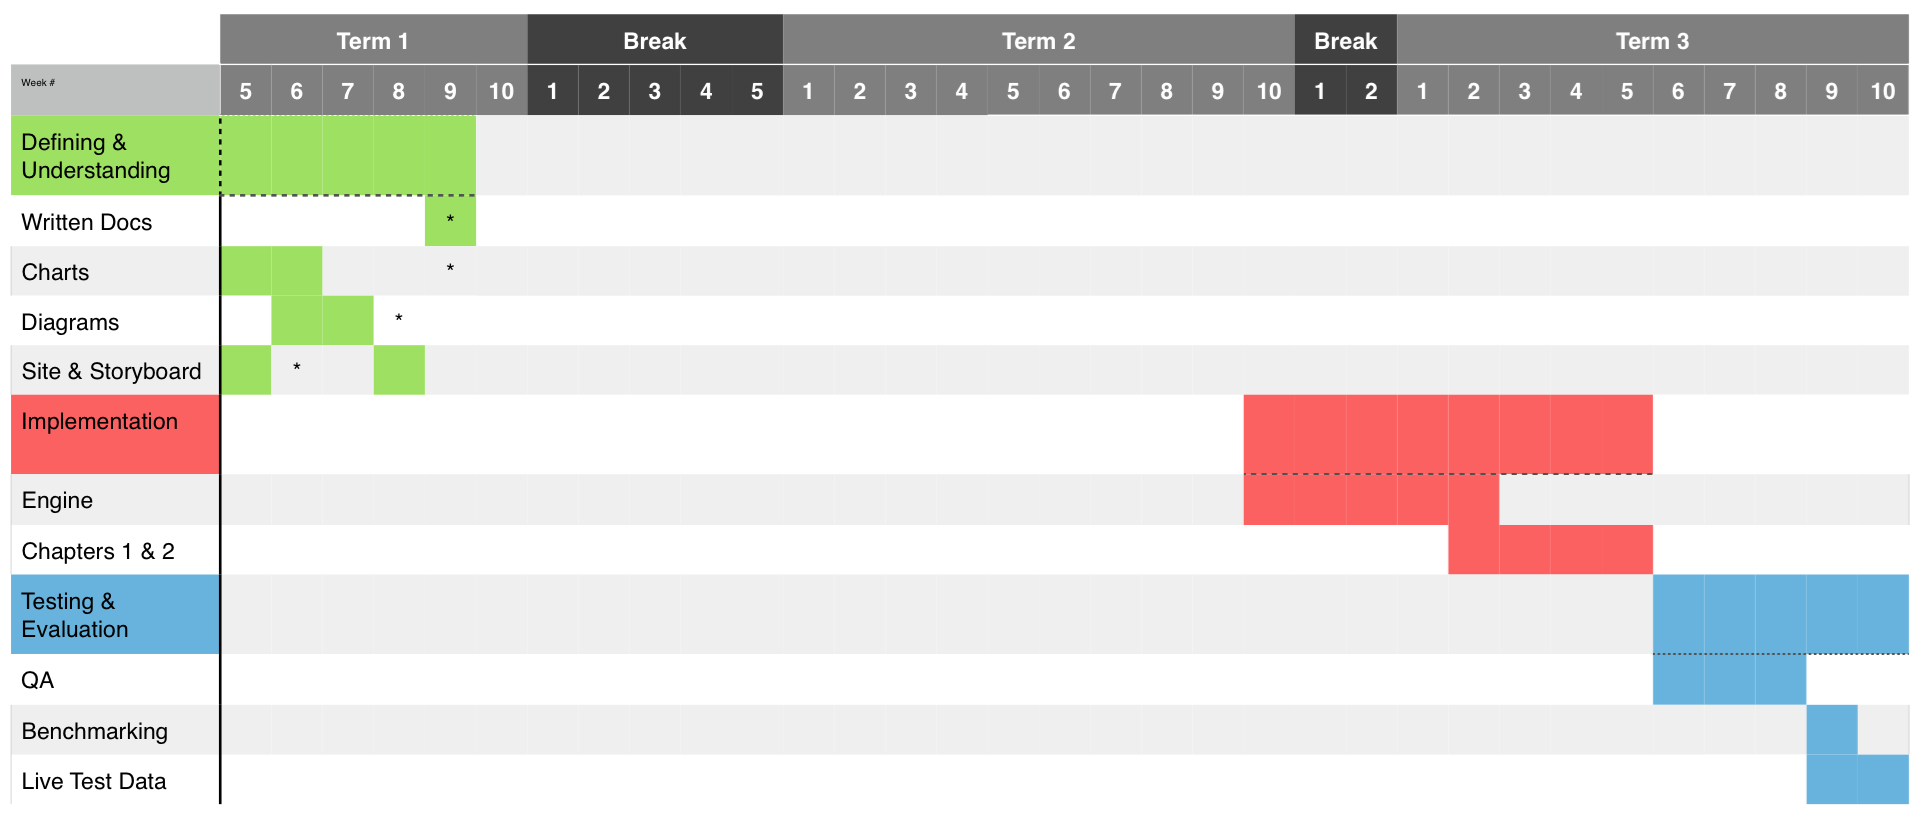 Term 1 Break Term 2 Break Term 3
Week # 5 6 7 8 9 10 1 2 3 4 5 1 2 3 4 5 6 7 8 9 10 1 2 1 2 3 4 5 6 7 8 9 10
Defining &
Understanding
Written Docs *
Charts *
Diagrams *
Site & Storyboard *
Implementation
Engine
Chapters 1 & 2
Testing &
Evaluation
QA
Benchmarking
Live Test Data